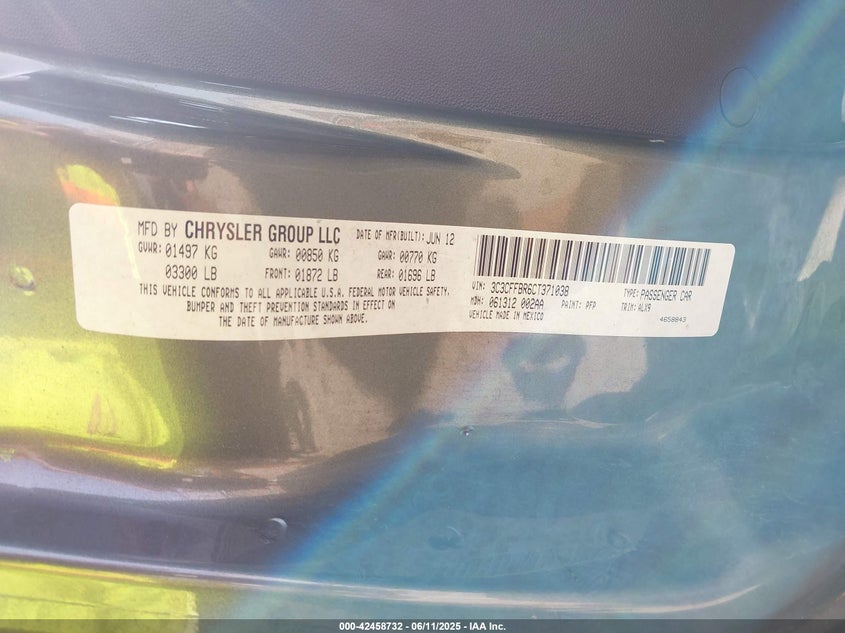 MFD BY CHRYSLER GROUP LLC DATE OF MFR(BUILT): JUN 12
GVWR: 01497 KG GAWR: 00850 KG GAWR: 00770 KG
03300 LB FRONT: 01872 LB REAR: 01696 LB
THIS VEHICLE CONFORMS TO ALL APPLICABLE U.S.A. FEDERAL MOTOR VEHICLE SAFETY,
BUMPER AND THEFT PREVENTION STANDARDS IN EFFECT ON
THE DATE OF MANUFACTURE SHOWN ABOVE.
VIN: 3C3CFFBR6CT371038 TYPE: PASSENGER CAR
MDH: 061312 002AA PAINT: PFP TRIM: ALX9
VEHICLE MADE IN MEXICO 4658843
000-42458732 - 06/11/2025 - IAA Inc.